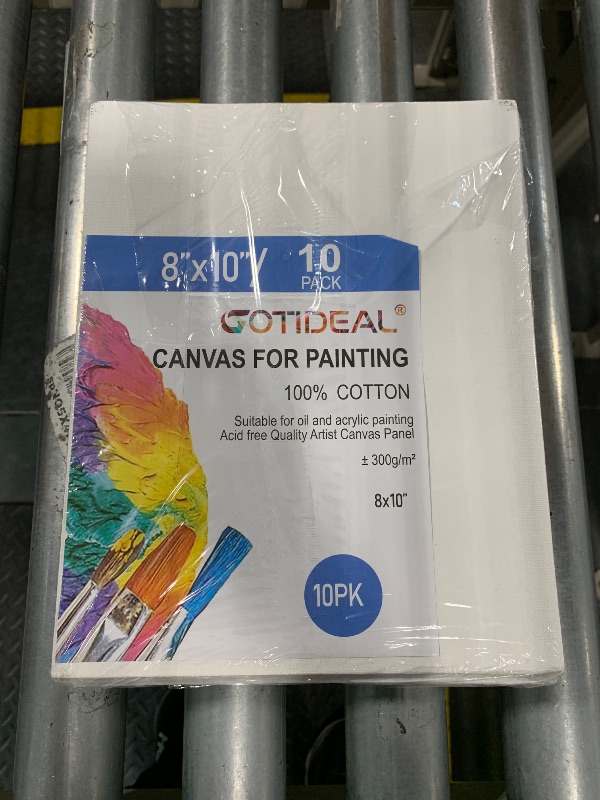 8"x10"/ 10
PACK
GOTIDEAL®
CANVAS FOR PAINTING
100% COTTON
Suitable for oil and acrylic painting
Acid free Quality Artist Canvas Panel
± 300g/m²
8x10"
10PK